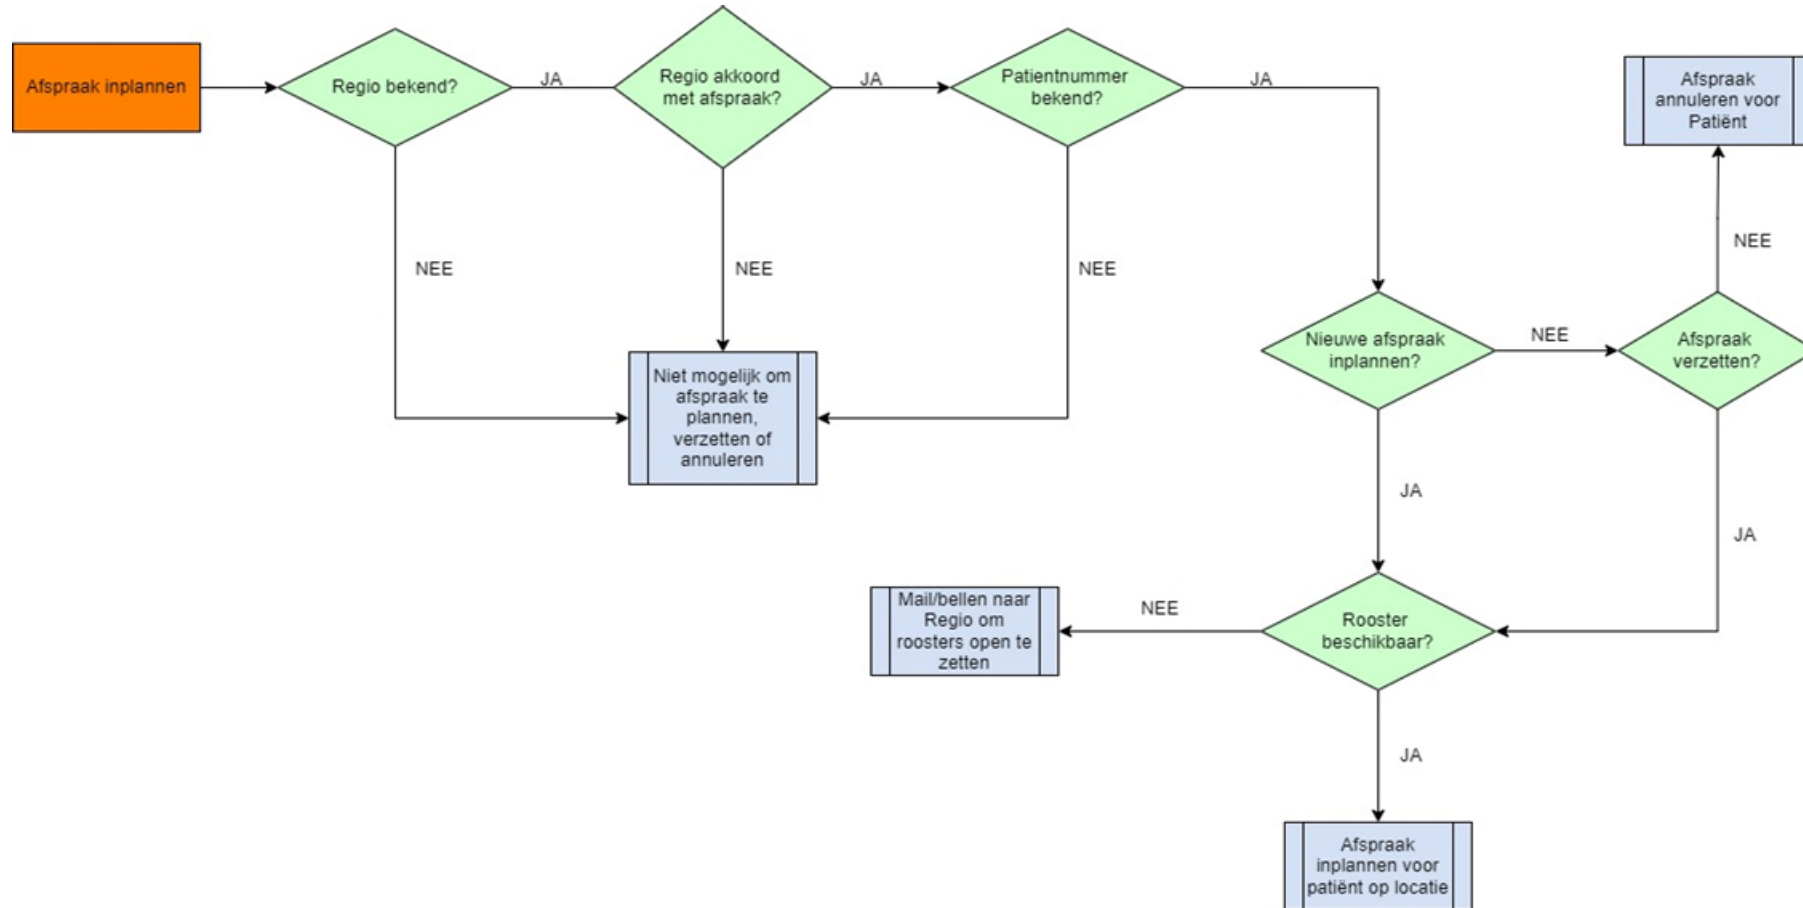 Afspraak inplannen
Regio bekend?
JA
Regio akkoord
met afspraak?
JA
Patientnummer
bekend?
JA
Afspraak
annuleren voor
Patiënt
NEE
NEE
NEE
NEE
Niet mogelijk om
afspraak te
plannen,
verzetten of
annuleren
Nieuwe afspraak
inplannen?
NEE
Afspraak
verzetten?
JA
JA
Mail/bellen naar
Regio om
roosters open te
zetten
NEE
Rooster
beschikbaar?
JA
Afspraak
inplannen voor
patiënt op locatie